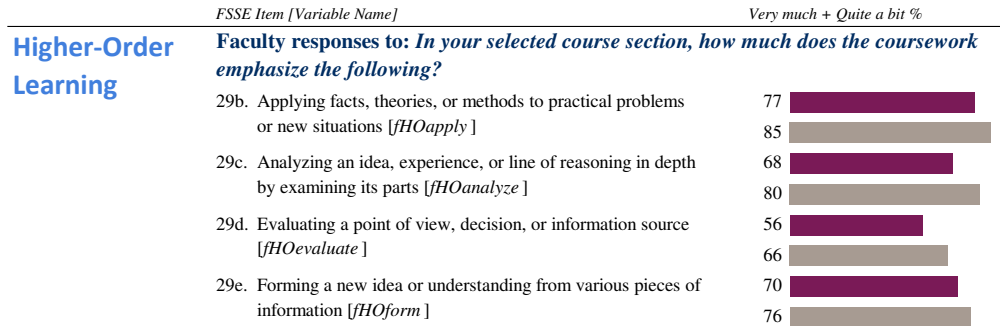 FSSE Item [Variable Name] Very much + Quite a bit %
Higher-Order
Learning
Faculty responses to: In your selected course section, how much does the coursework
emphasize the following?
29b. Applying facts, theories, or methods to practical problems
or new situations [fHOapply ]
77
85
29c. Analyzing an idea, experience, or line of reasoning in depth
by examining its parts [fHOanalyze ]
68
80
29d. Evaluating a point of view, decision, or information source
[fHOevaluate ]
56
66
29e. Forming a new idea or understanding from various pieces of
information [fHOform ]
70
76